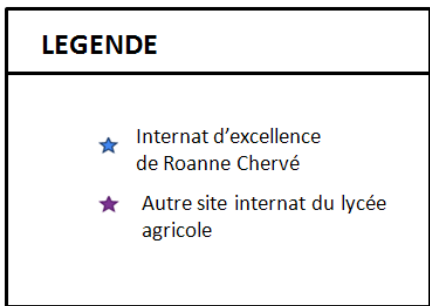 LEGENDE
Internat d'excellence
de Roanne Chervé
Autre site internat du lycée
agricole